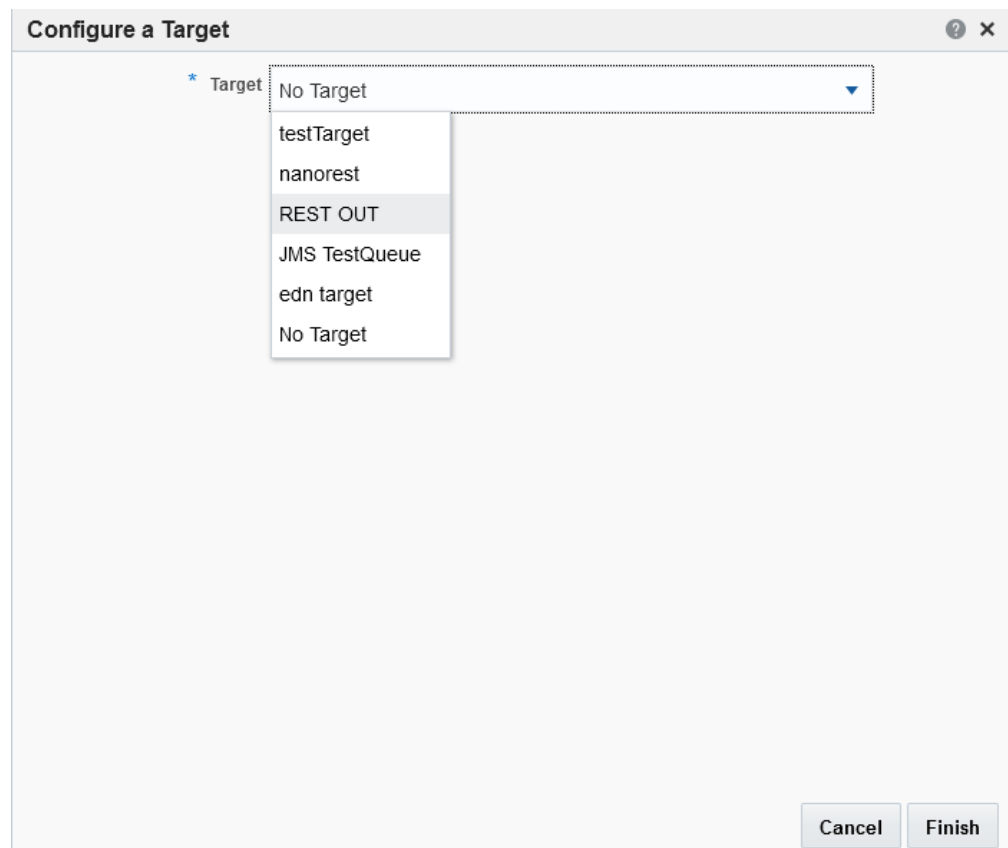 Configure a Target
* Target No Target
testTarget
nanorest
REST OUT
JMS TestQueue
edn target
No Target
Cancel Finish